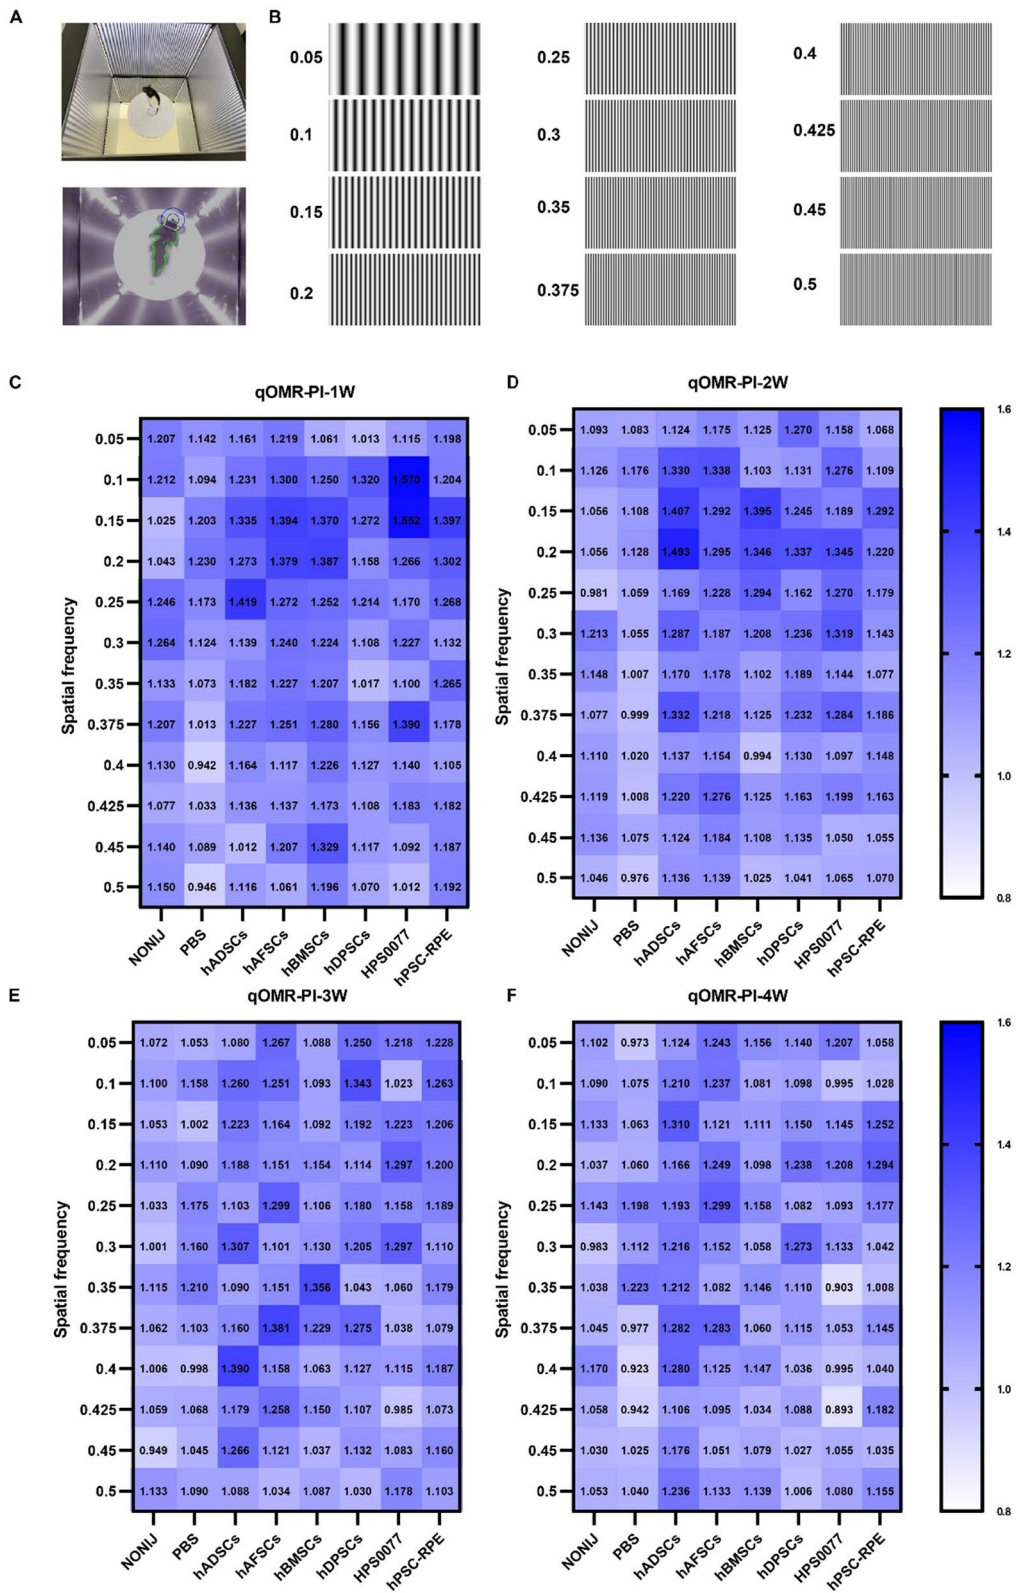 A
B
0.05
0.1
0.15
0.2
0.25
0.3
0.35
0.375
0.4
0.425
0.45
0.5
C
qOMR-PI-1W
Spatial frequency
0.05 1.207 1.142 1.161 1.219 1.061 1.013 1.115 1.198
0.1 1.212 1.094 1.231 1.300 1.250 1.320 1.570 1.204
0.15 1.025 1.203 1.335 1.394 1.370 1.272 1.552 1.397
0.2 1.043 1.230 1.273 1.379 1.387 1.158 1.266 1.302
0.25 1.246 1.173 1.419 1.272 1.252 1.214 1.170 1.268
0.3 1.264 1.124 1.139 1.240 1.224 1.108 1.227 1.132
0.35 1.133 1.073 1.182 1.227 1.207 1.017 1.100 1.265
0.375 1.207 1.013 1.227 1.251 1.280 1.156 1.390 1.178
0.4 1.130 0.942 1.164 1.117 1.226 1.127 1.140 1.105
0.425 1.077 1.033 1.136 1.137 1.173 1.108 1.183 1.182
0.45 1.140 1.089 1.012 1.207 1.329 1.117 1.092 1.187
0.5 1.150 0.946 1.116 1.061 1.196 1.070 1.012 1.192
NONIJ PBS hADSCs hAFSCs hBMSCs hDPSCs HPS0077 hPSC-RPE
D
qOMR-PI-2W
0.05 1.093 1.083 1.124 1.175 1.125 1.270 1.158 1.068
0.1 1.126 1.176 1.330 1.338 1.103 1.131 1.276 1.109
0.15 1.056 1.108 1.407 1.292 1.395 1.245 1.189 1.292
0.2 1.056 1.128 1.493 1.295 1.346 1.337 1.345 1.220
0.25 0.981 1.059 1.169 1.228 1.294 1.162 1.270 1.179
0.3 1.213 1.055 1.287 1.187 1.208 1.236 1.319 1.143
0.35 1.148 1.007 1.170 1.178 1.102 1.189 1.144 1.077
0.375 1.077 0.999 1.332 1.218 1.125 1.232 1.284 1.186
0.4 1.110 1.020 1.137 1.154 0.994 1.130 1.097 1.148
0.425 1.119 1.008 1.220 1.276 1.125 1.163 1.199 1.163
0.45 1.136 1.075 1.124 1.184 1.108 1.135 1.050 1.055
0.5 1.046 0.976 1.136 1.139 1.025 1.041 1.065 1.070
NONIJ PBS hADSCs hAFSCs hBMSCs hDPSCs HPS0077 hPSC-RPE
1.6
1.4
1.2
1.0
0.8
E
qOMR-PI-3W
Spatial frequency
0.05 1.072 1.053 1.080 1.267 1.088 1.250 1.218 1.228
0.1 1.100 1.158 1.260 1.251 1.093 1.343 1.023 1.263
0.15 1.053 1.002 1.223 1.164 1.092 1.192 1.223 1.206
0.2 1.110 1.090 1.188 1.151 1.154 1.114 1.297 1.200
0.25 1.033 1.175 1.103 1.299 1.106 1.180 1.158 1.189
0.3 1.001 1.160 1.307 1.101 1.130 1.205 1.297 1.110
0.35 1.115 1.210 1.090 1.151 1.356 1.043 1.060 1.179
0.375 1.062 1.103 1.160 1.381 1.229 1.275 1.038 1.079
0.4 1.006 0.998 1.390 1.158 1.063 1.127 1.115 1.187
0.425 1.059 1.068 1.179 1.258 1.150 1.107 0.985 1.073
0.45 0.949 1.045 1.266 1.121 1.037 1.132 1.083 1.160
0.5 1.133 1.090 1.088 1.034 1.087 1.030 1.178 1.103
NONIJ PBS hADSCs hAFSCs hBMSCs hDPSCs HPS0077 hPSC-RPE
F
qOMR-PI-4W
Spatial frequency
0.05 1.102 0.973 1.124 1.243 1.156 1.140 1.207 1.058
0.1 1.090 1.075 1.210 1.237 1.081 1.098 0.995 1.028
0.15 1.133 1.063 1.310 1.121 1.111 1.150 1.145 1.252
0.2 1.037 1.060 1.166 1.249 1.098 1.238 1.208 1.294
0.25 1.143 1.198 1.193 1.299 1.158 1.082 1.093 1.177
0.3 0.983 1.112 1.216 1.152 1.058 1.273 1.133 1.042
0.35 1.038 1.223 1.212 1.082 1.146 1.110 0.903 1.008
0.375 1.045 0.977 1.282 1.283 1.060 1.115 1.053 1.145
0.4 1.170 0.923 1.280 1.125 1.147 1.036 0.995 1.040
0.425 1.058 0.942 1.106 1.095 1.034 1.088 0.893 1.182
0.45 1.030 1.025 1.176 1.051 1.079 1.027 1.055 1.035
0.5 1.053 1.040 1.236 1.133 1.139 1.006 1.080 1.155
NONIJ PBS hADSCs hAFSCs hBMSCs hDPSCs HPS0077 hPSC-RPE
1.6
1.4
1.2
1.0
0.8